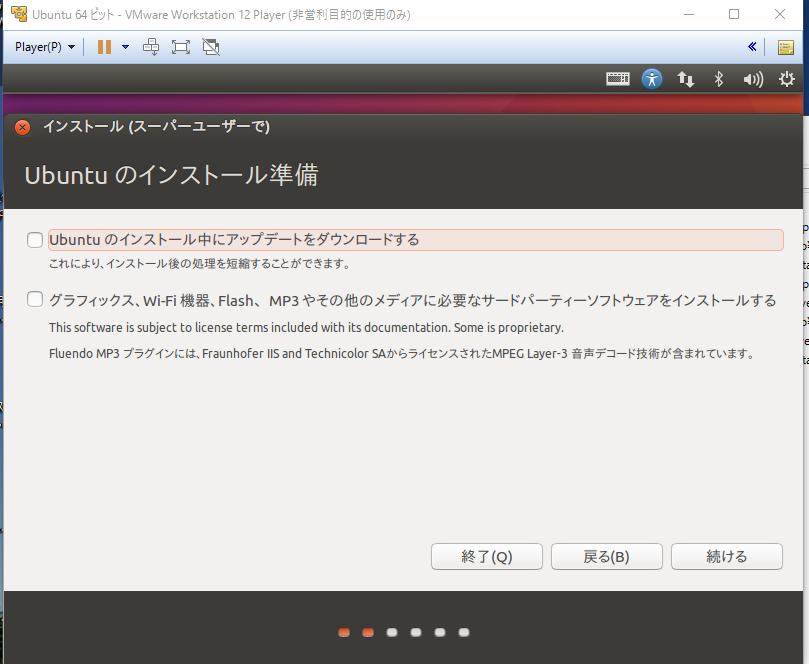 Ubuntu 64 ビット - VMware Workstation 12 Player (非営利目的の使用のみ)
Player(P)
インストール (スーパーユーザーで)
Ubuntu のインストール準備
Ubuntu のインストール中にアップデートをダウンロードする
これにより、インストール後の処理を短縮することができます。
グラフィックス、Wi-Fi 機器、Flash、MP3 やその他のメディアに必要なサードパーティーソフトウェアをインストールする
This software is subject to license terms included with its documentation. Some is proprietary.
Fluendo MP3 プラグインには、Fraunhofer IIS and Technicolor SAからライセンスされたMPEG Layer-3 音声デコード技術が含まれています。
終了(Q) 戻る(B) 続ける